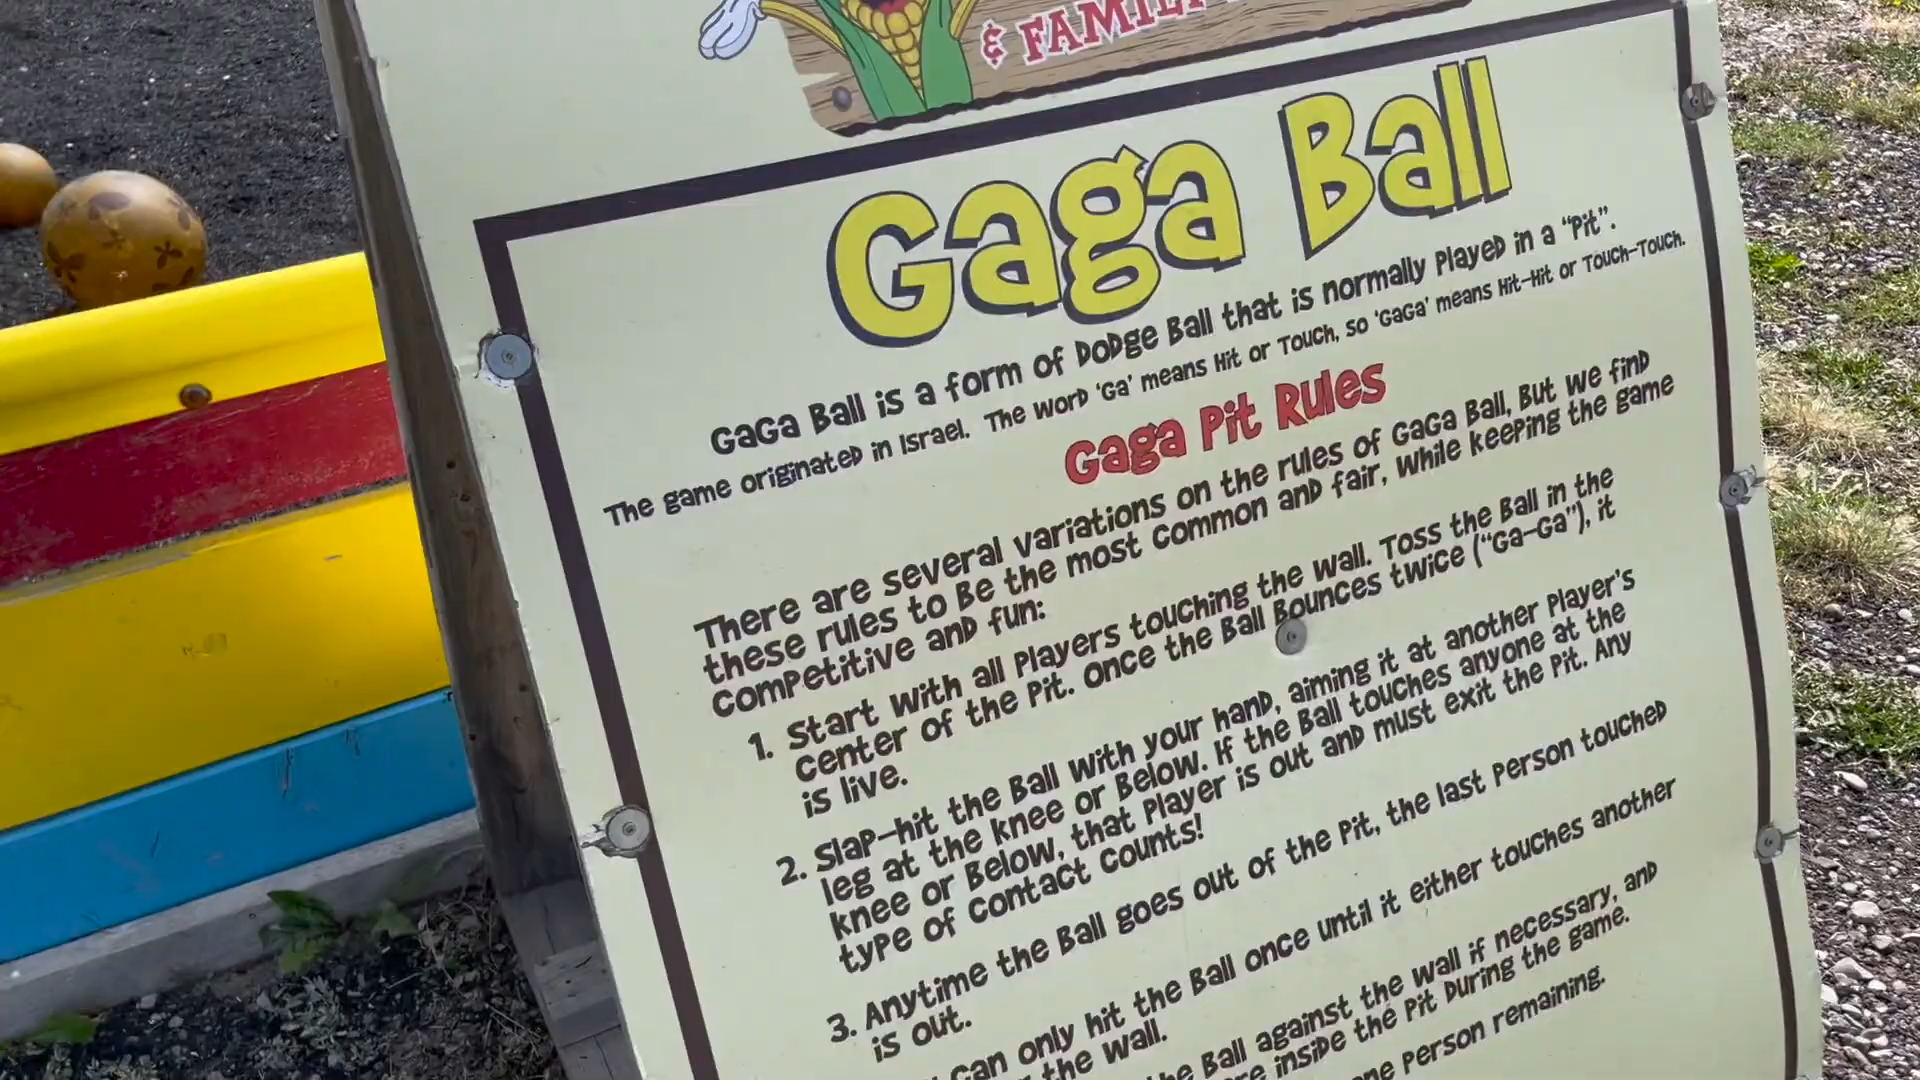 & FAMILY
Gaga Ball
GaGa Ball is a form of Dodge Ball that is normally Played in a "Pit".
The game originated in Israel. The word 'Ga' means Hit or Touch, so 'GaGa' means Hit-Hit or Touch-Touch.
Gaga Pit Rules
There are several variations on the rules of GaGa Ball, But we find
these rules to Be the most common and fair, while keeping the game
competitive and fun:
1. Start with all Players touching the wall. Toss the Ball in the
center of the Pit. Once the Ball Bounces twice ("Ga-Ga"), it
is live.
2. Slap-hit the Ball with your hand, aiming it at another Player's
leg at the knee or Below. If the Ball touches anyone at the
knee or Below, that Player is out and must exit the Pit. Any
type of contact counts!
3. Anytime the Ball goes out of the Pit, the last Person touched
is out.
can only hit the Ball once until it either touches another
the wall.
the Ball against the wall if necessary, and
inside the Pit During the game.
one Person remaining.